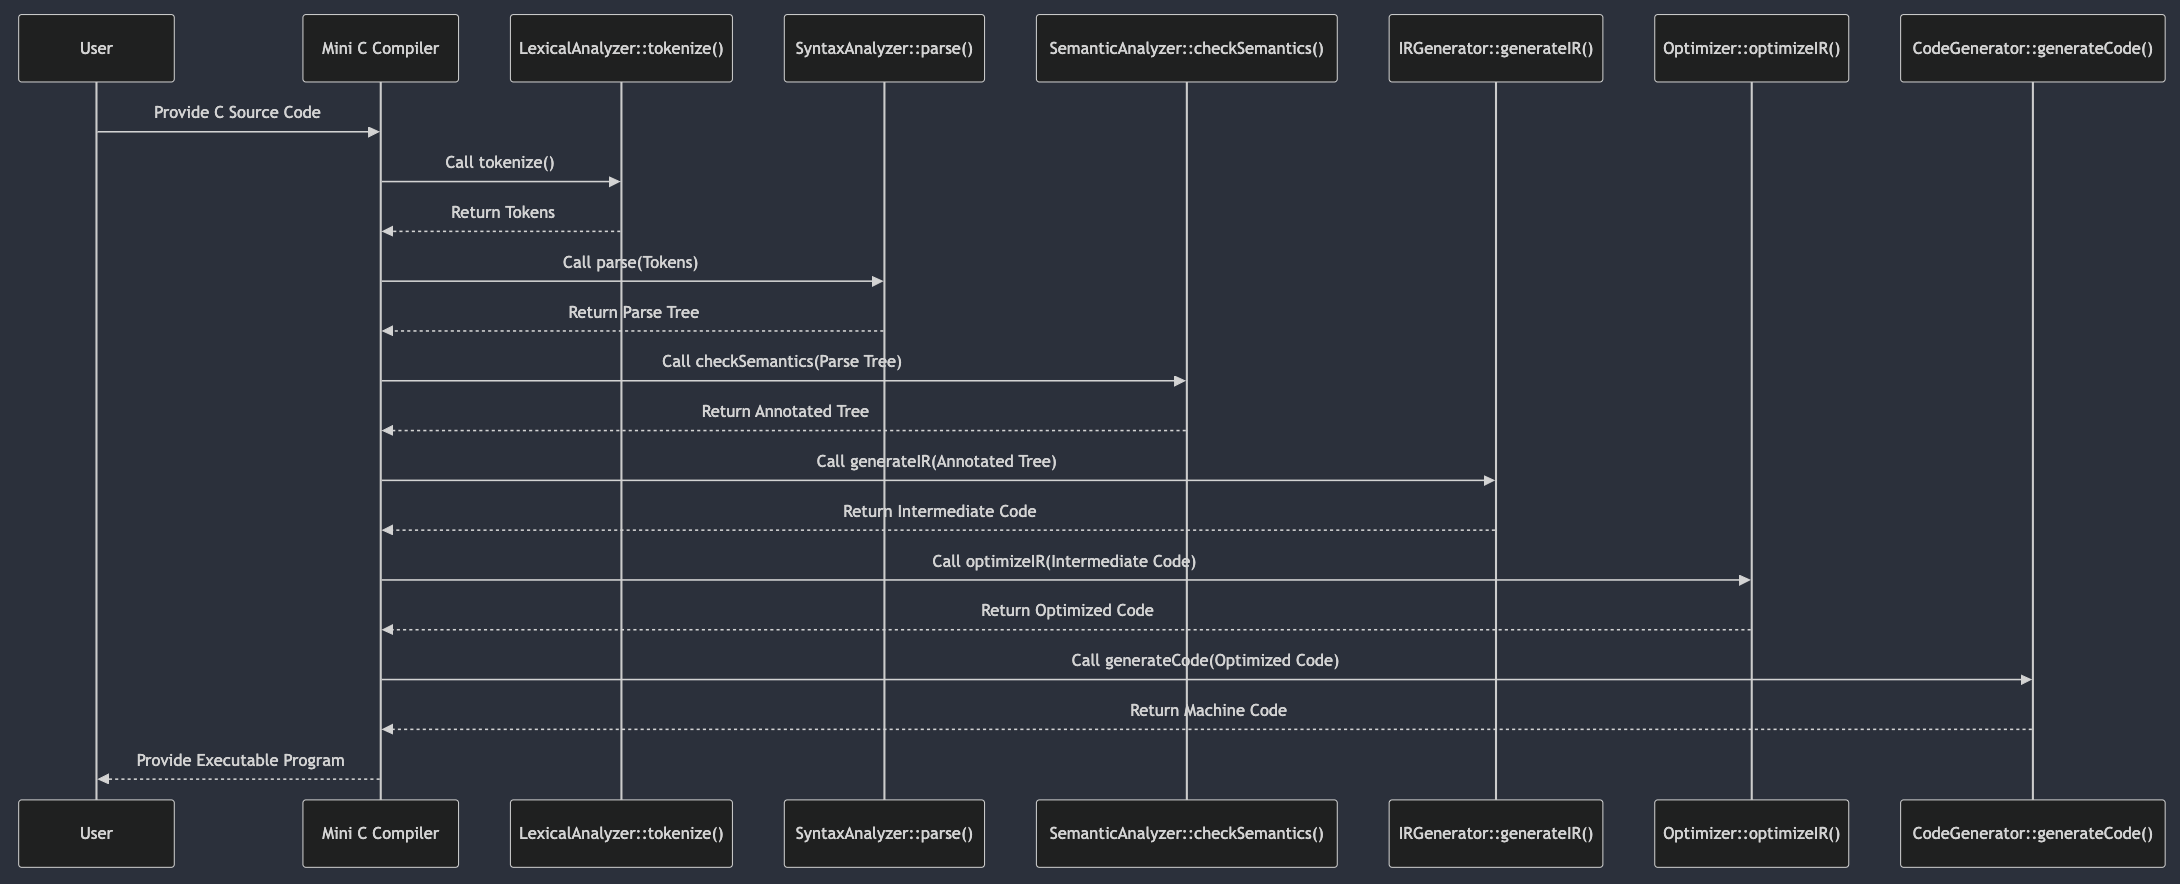 User
Mini C Compiler
LexicalAnalyzer::tokenize()
SyntaxAnalyzer::parse()
SemanticAnalyzer::checkSemantics()
IRGenerator::generateIR()
Optimizer::optimizeIR()
CodeGenerator::generateCode()
Provide C Source Code
Call tokenize()
Return Tokens
Call parse(Tokens)
Return Parse Tree
Call checkSemantics(Parse Tree)
Return Annotated Tree
Call generateIR(Annotated Tree)
Return Intermediate Code
Call optimizeIR(Intermediate Code)
Return Optimized Code
Call generateCode(Optimized Code)
Return Machine Code
Provide Executable Program
User
Mini C Compiler
LexicalAnalyzer::tokenize()
SyntaxAnalyzer::parse()
SemanticAnalyzer::checkSemantics()
IRGenerator::generateIR()
Optimizer::optimizeIR()
CodeGenerator::generateCode()